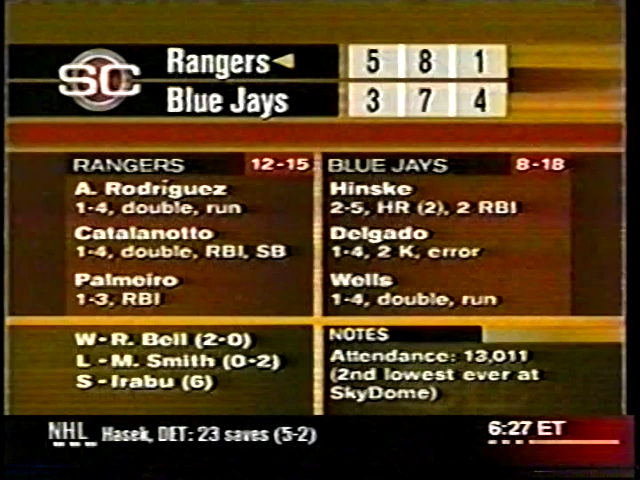 SC
Rangers 5 8 1
Blue Jays 3 7 4
RANGERS 12-15
A. Rodriguez
1-4, double, run
Catalanotto
1-4, double, RBI, SB
Palmeiro
1-3, RBI
BLUE JAYS 8-18
Hinske
2-5, HR (2), 2 RBI
Delgado
1-4, 2 K, error
Wells
1-4, double, run
W - R. Bell (2-0)
L - M. Smith (0-2)
S - Irabu (6)
NOTES
Attendance: 13,011
(2nd lowest ever at
SkyDome)
NHL Hasek, DET: 23 saves (5-2)
6:27 ET